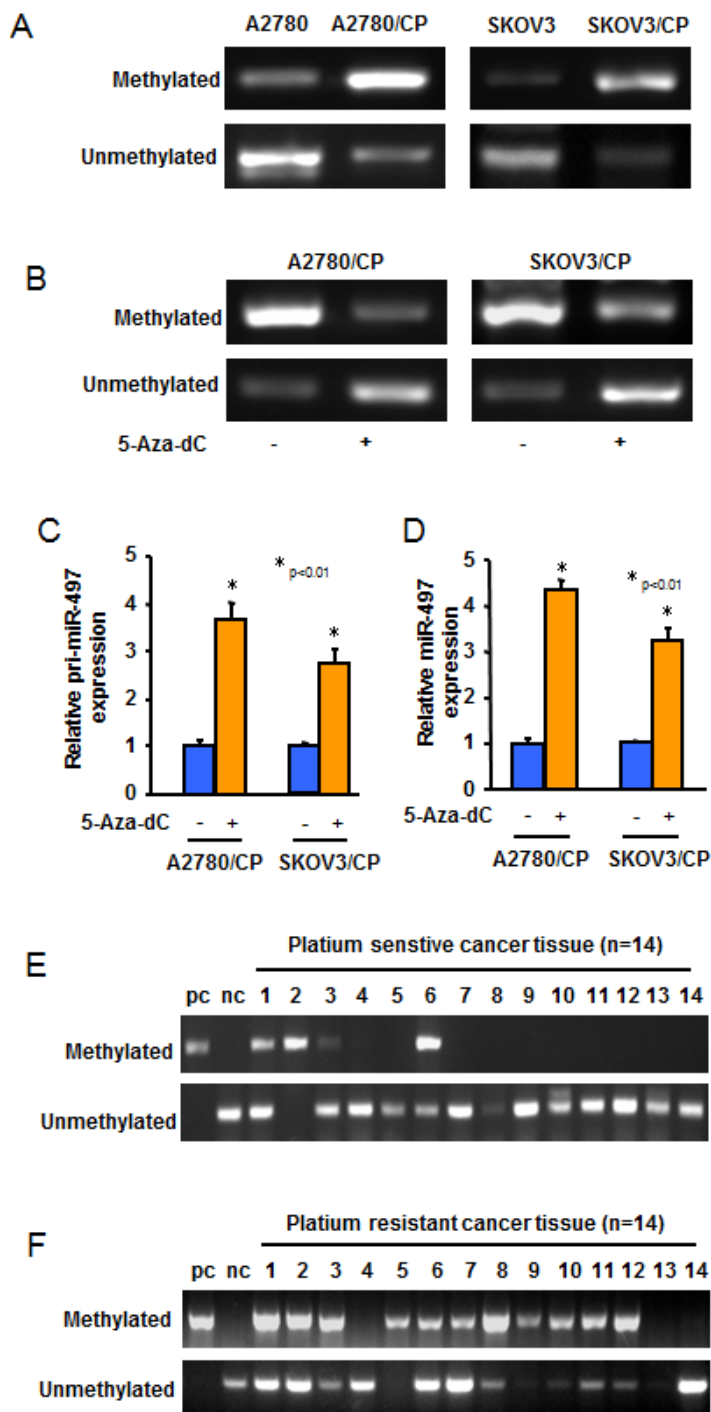 A
A2780 A2780/CP SKOV3 SKOV3/CP
Methylated
Unmethylated
B
A2780/CP SKOV3/CP
Methylated
Unmethylated
5-Aza-dC - + - +
C
Relative pri-miR-497 expression
5
4
3
2
1
0
* p<0.01
*
*
5-Aza-dC - + - +
A2780/CP SKOV3/CP
D
Relative miR-497 expression
5
4
3
2
1
0
* p<0.01
*
*
5-Aza-dC - + - +
A2780/CP SKOV3/CP
E
Platium senstive cancer tissue (n=14)
pc nc 1 2 3 4 5 6 7 8 9 10 11 12 13 14
Methylated
Unmethylated
F
Platium resistant cancer tissue (n=14)
pc nc 1 2 3 4 5 6 7 8 9 10 11 12 13 14
Methylated
Unmethylated